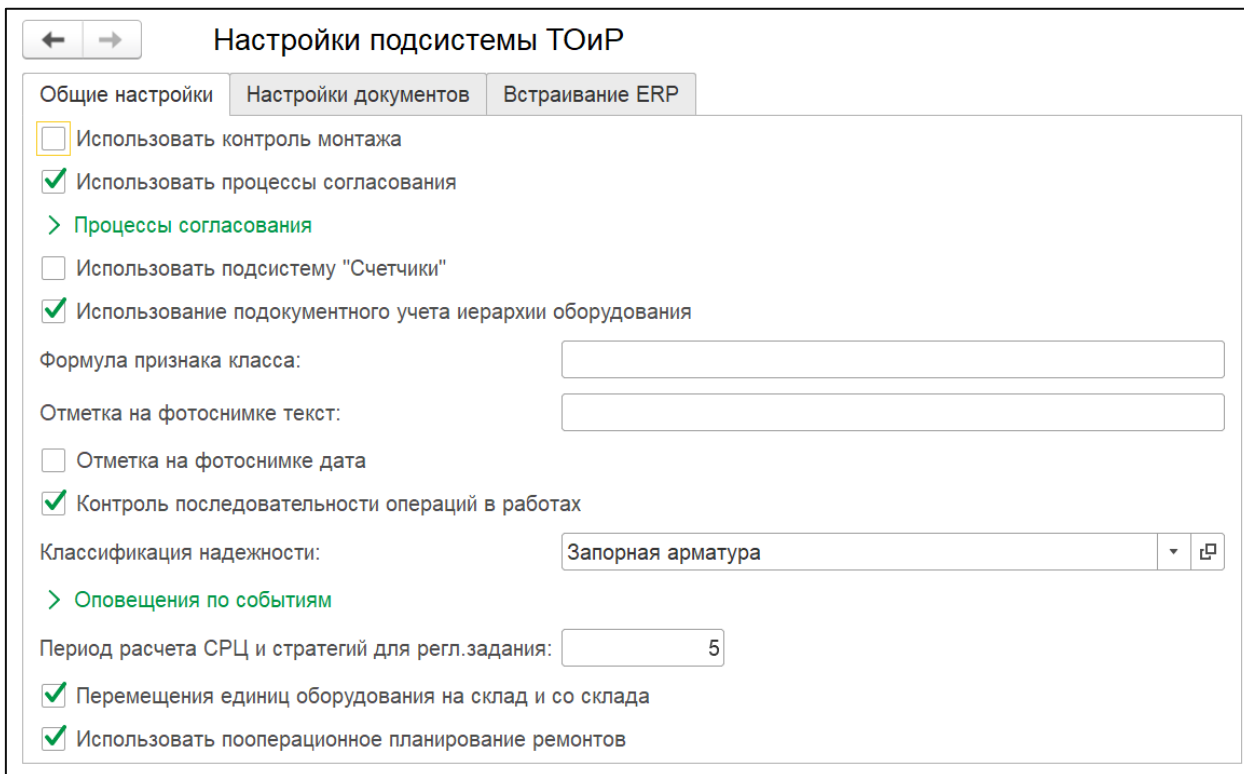 Настройки подсистемы ТОиР
Общие настройки Настройки документов Встраивание ERP
Использовать контроль монтажа
Использовать процессы согласования
Процессы согласования
Использовать подсистему "Счетчики"
Использование подокументного учета иерархии оборудования
Формула признака класса:
Отметка на фотоснимке текст:
Отметка на фотоснимке дата
Контроль последовательности операций в работах
Классификация надежности: Запорная арматура
Оповещения по событиям
Период расчета СРЦ и стратегий для регл.задания: 5
Перемещения единиц оборудования на склад и со склада
Использовать пооперационное планирование ремонтов